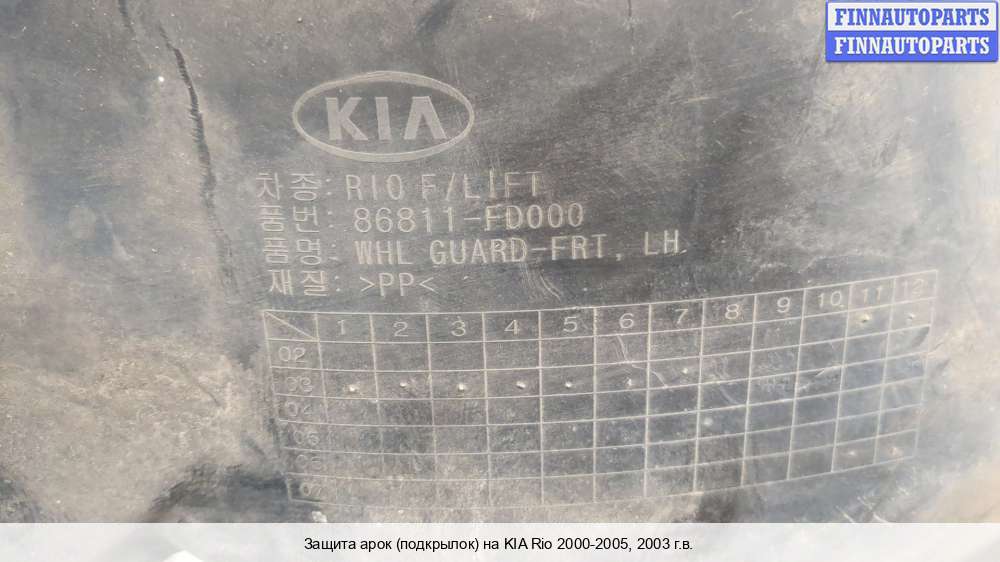 FINNAUTOPARTS
FINNAUTOPARTS
KIA
차종: RIO F/LIFT
품번: 86811-FD000
품명: WHL GUARD-FRT, LH
재질: >PP<
1 2 3 4 5 6 7 8 9 10 11 12
02
03
04
05
Защита арок (подкрылок) на KIA Rio 2000-2005, 2003 г.в.